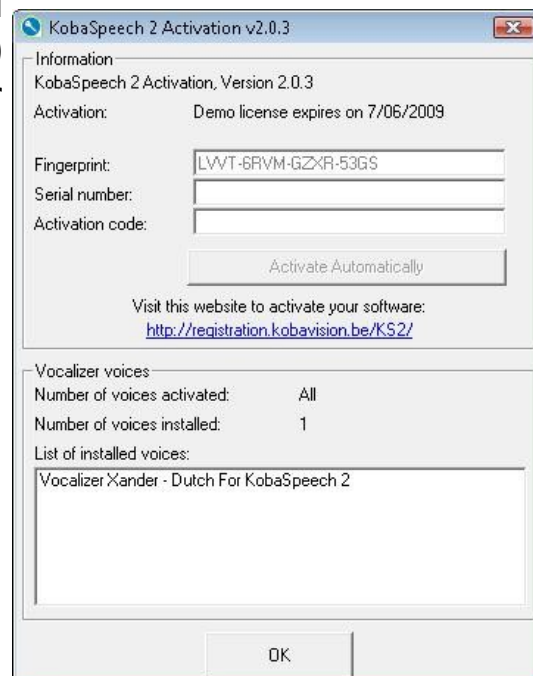 KobaSpeech 2 Activation v2.0.3
Information
KobaSpeech 2 Activation, Version 2.0.3
Activation: Demo license expires on 7/06/2009
Fingerprint: LVVT-6RVM-GZXR-53GS
Serial number:
Activation code:
Activate Automatically
Visit this website to activate your software:
http://registration.kobavision.be/KS2/
Vocalizer voices
Number of voices activated: All
Number of voices installed: 1
List of installed voices:
Vocalizer Xander - Dutch For KobaSpeech 2
OK